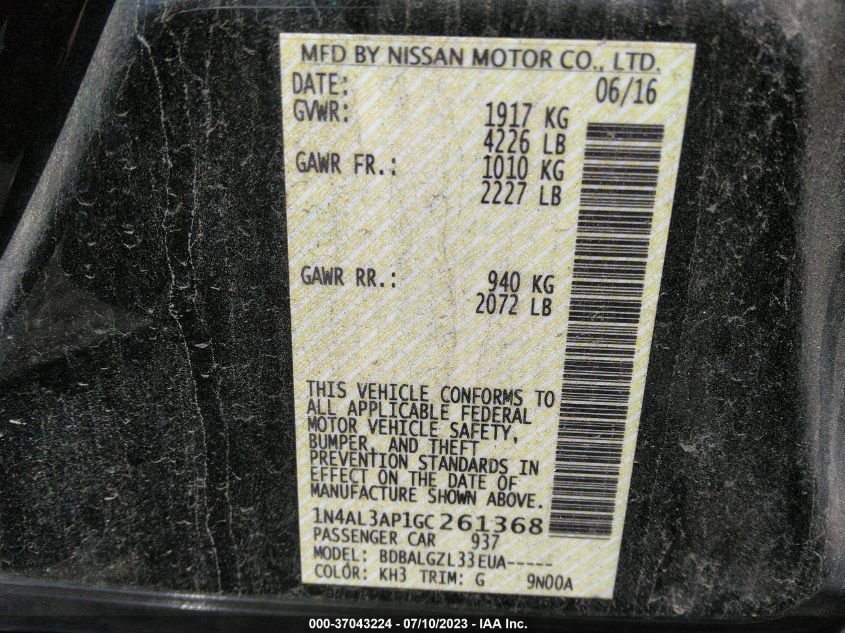 MFD BY NISSAN MOTOR CO., LTD.
DATE: 06/16
GVWR: 1917 KG
4226 LB
GAWR FR.: 1010 KG
2227 LB
GAWR RR.: 940 KG
2072 LB
THIS VEHICLE CONFORMS TO
ALL APPLICABLE FEDERAL
MOTOR VEHICLE SAFETY,
BUMPER, AND THEFT
PREVENTION STANDARDS IN
EFFECT ON THE DATE OF
MANUFACTURE SHOWN ABOVE.
1N4AL3AP1GC261368
PASSENGER CAR 937
MODEL: BDBALGZL33EUA-----
COLOR: KH3 TRIM: G 9N00A
000-37043224 - 07/10/2023 - IAA Inc.